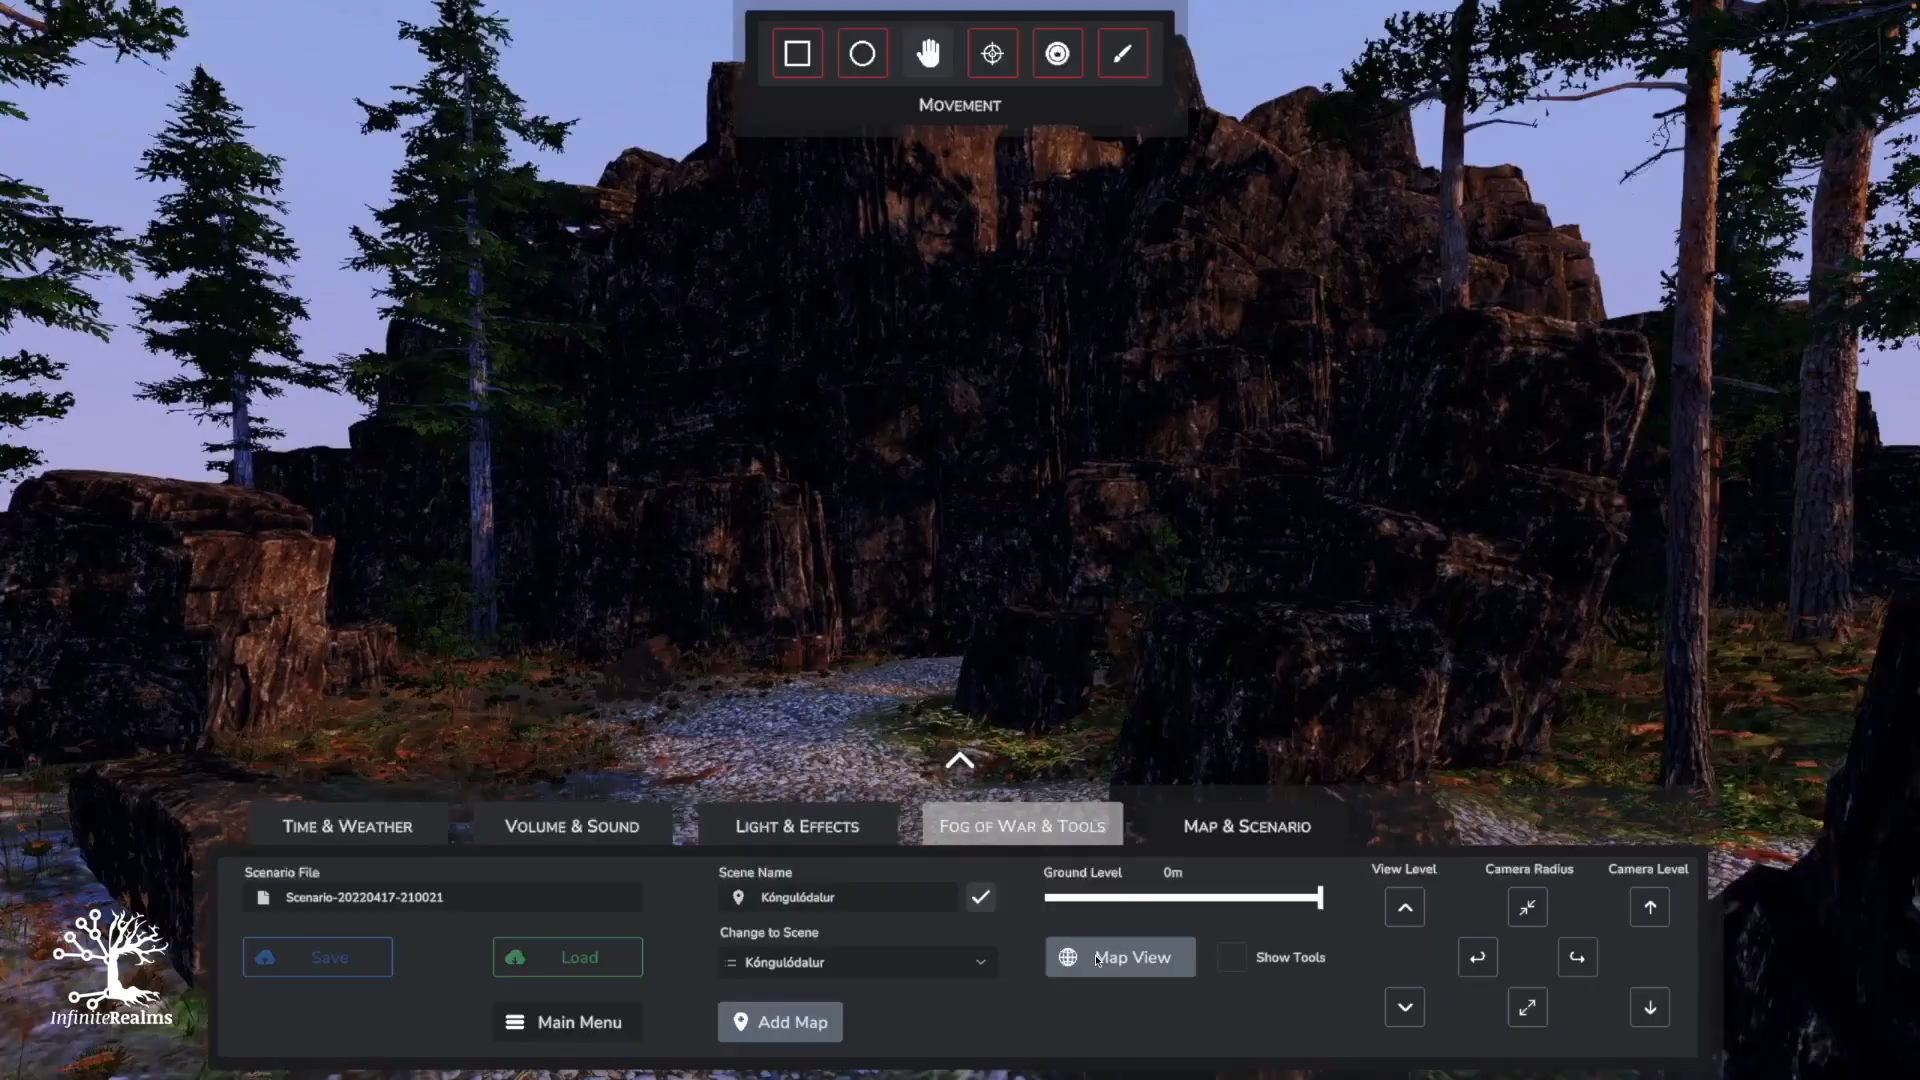 Movement
Time & Weather
Volume & Sound
Light & Effects
Fog of War & Tools
Map & Scenario
Scenario File
Scenario-20220417-210021
Save
Load
Main Menu
Scene Name
Kóngulódalur
Change to Scene
Kóngulódalur
Add Map
Ground Level 0m
Map View
Show Tools
View Level
Camera Radius
Camera Level
InfiniteRealms